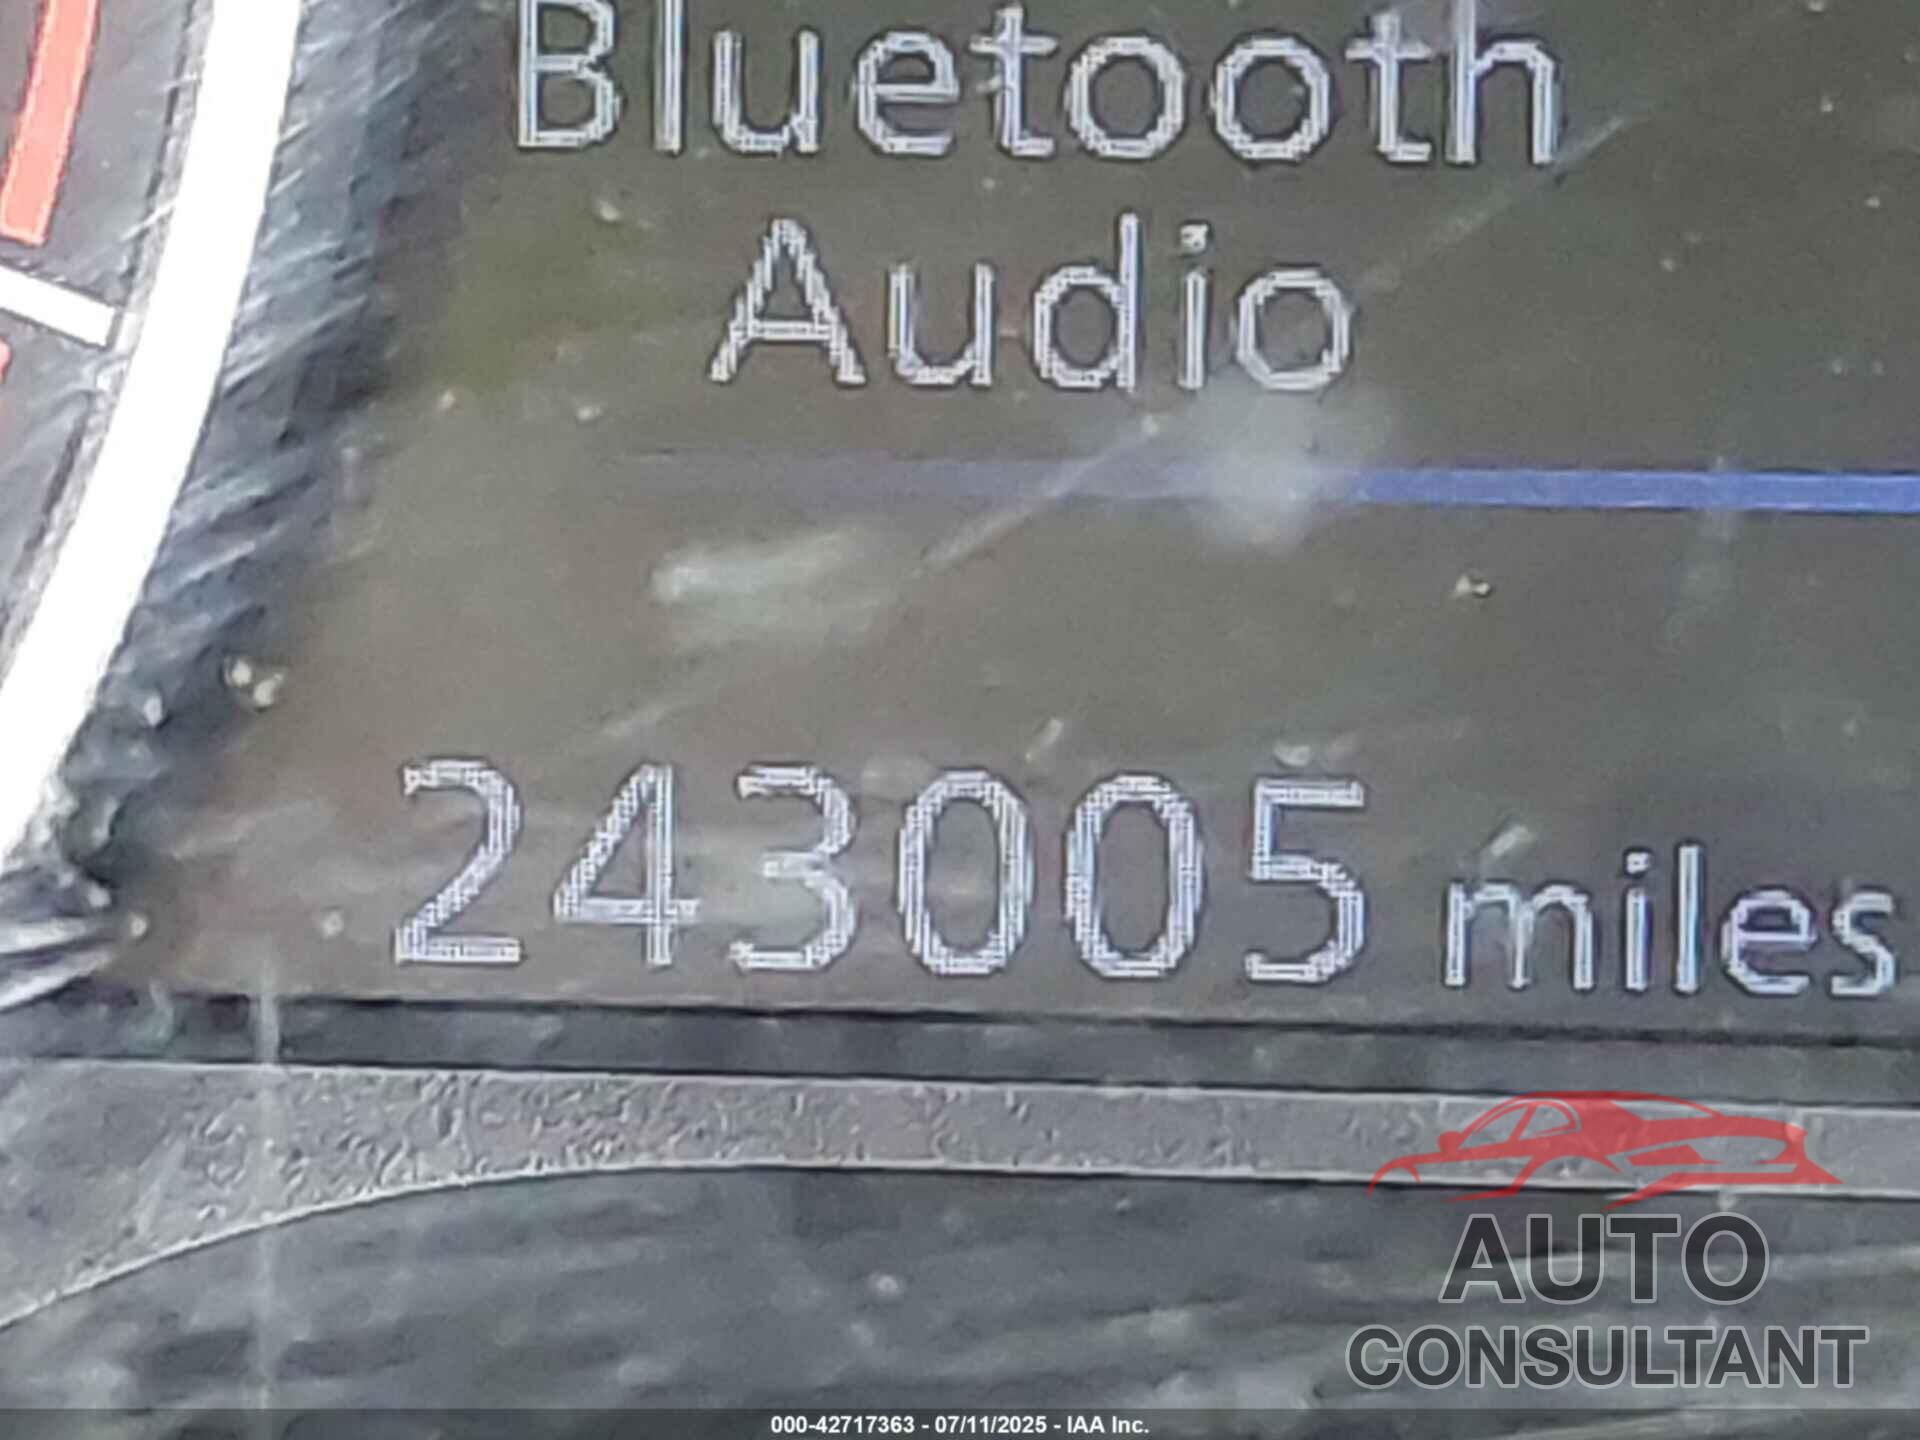 Bluetooth
Audio
243005 miles
AUTO
CONSULTANT
000-42717363 - 07/11/2025 - IAA Inc.